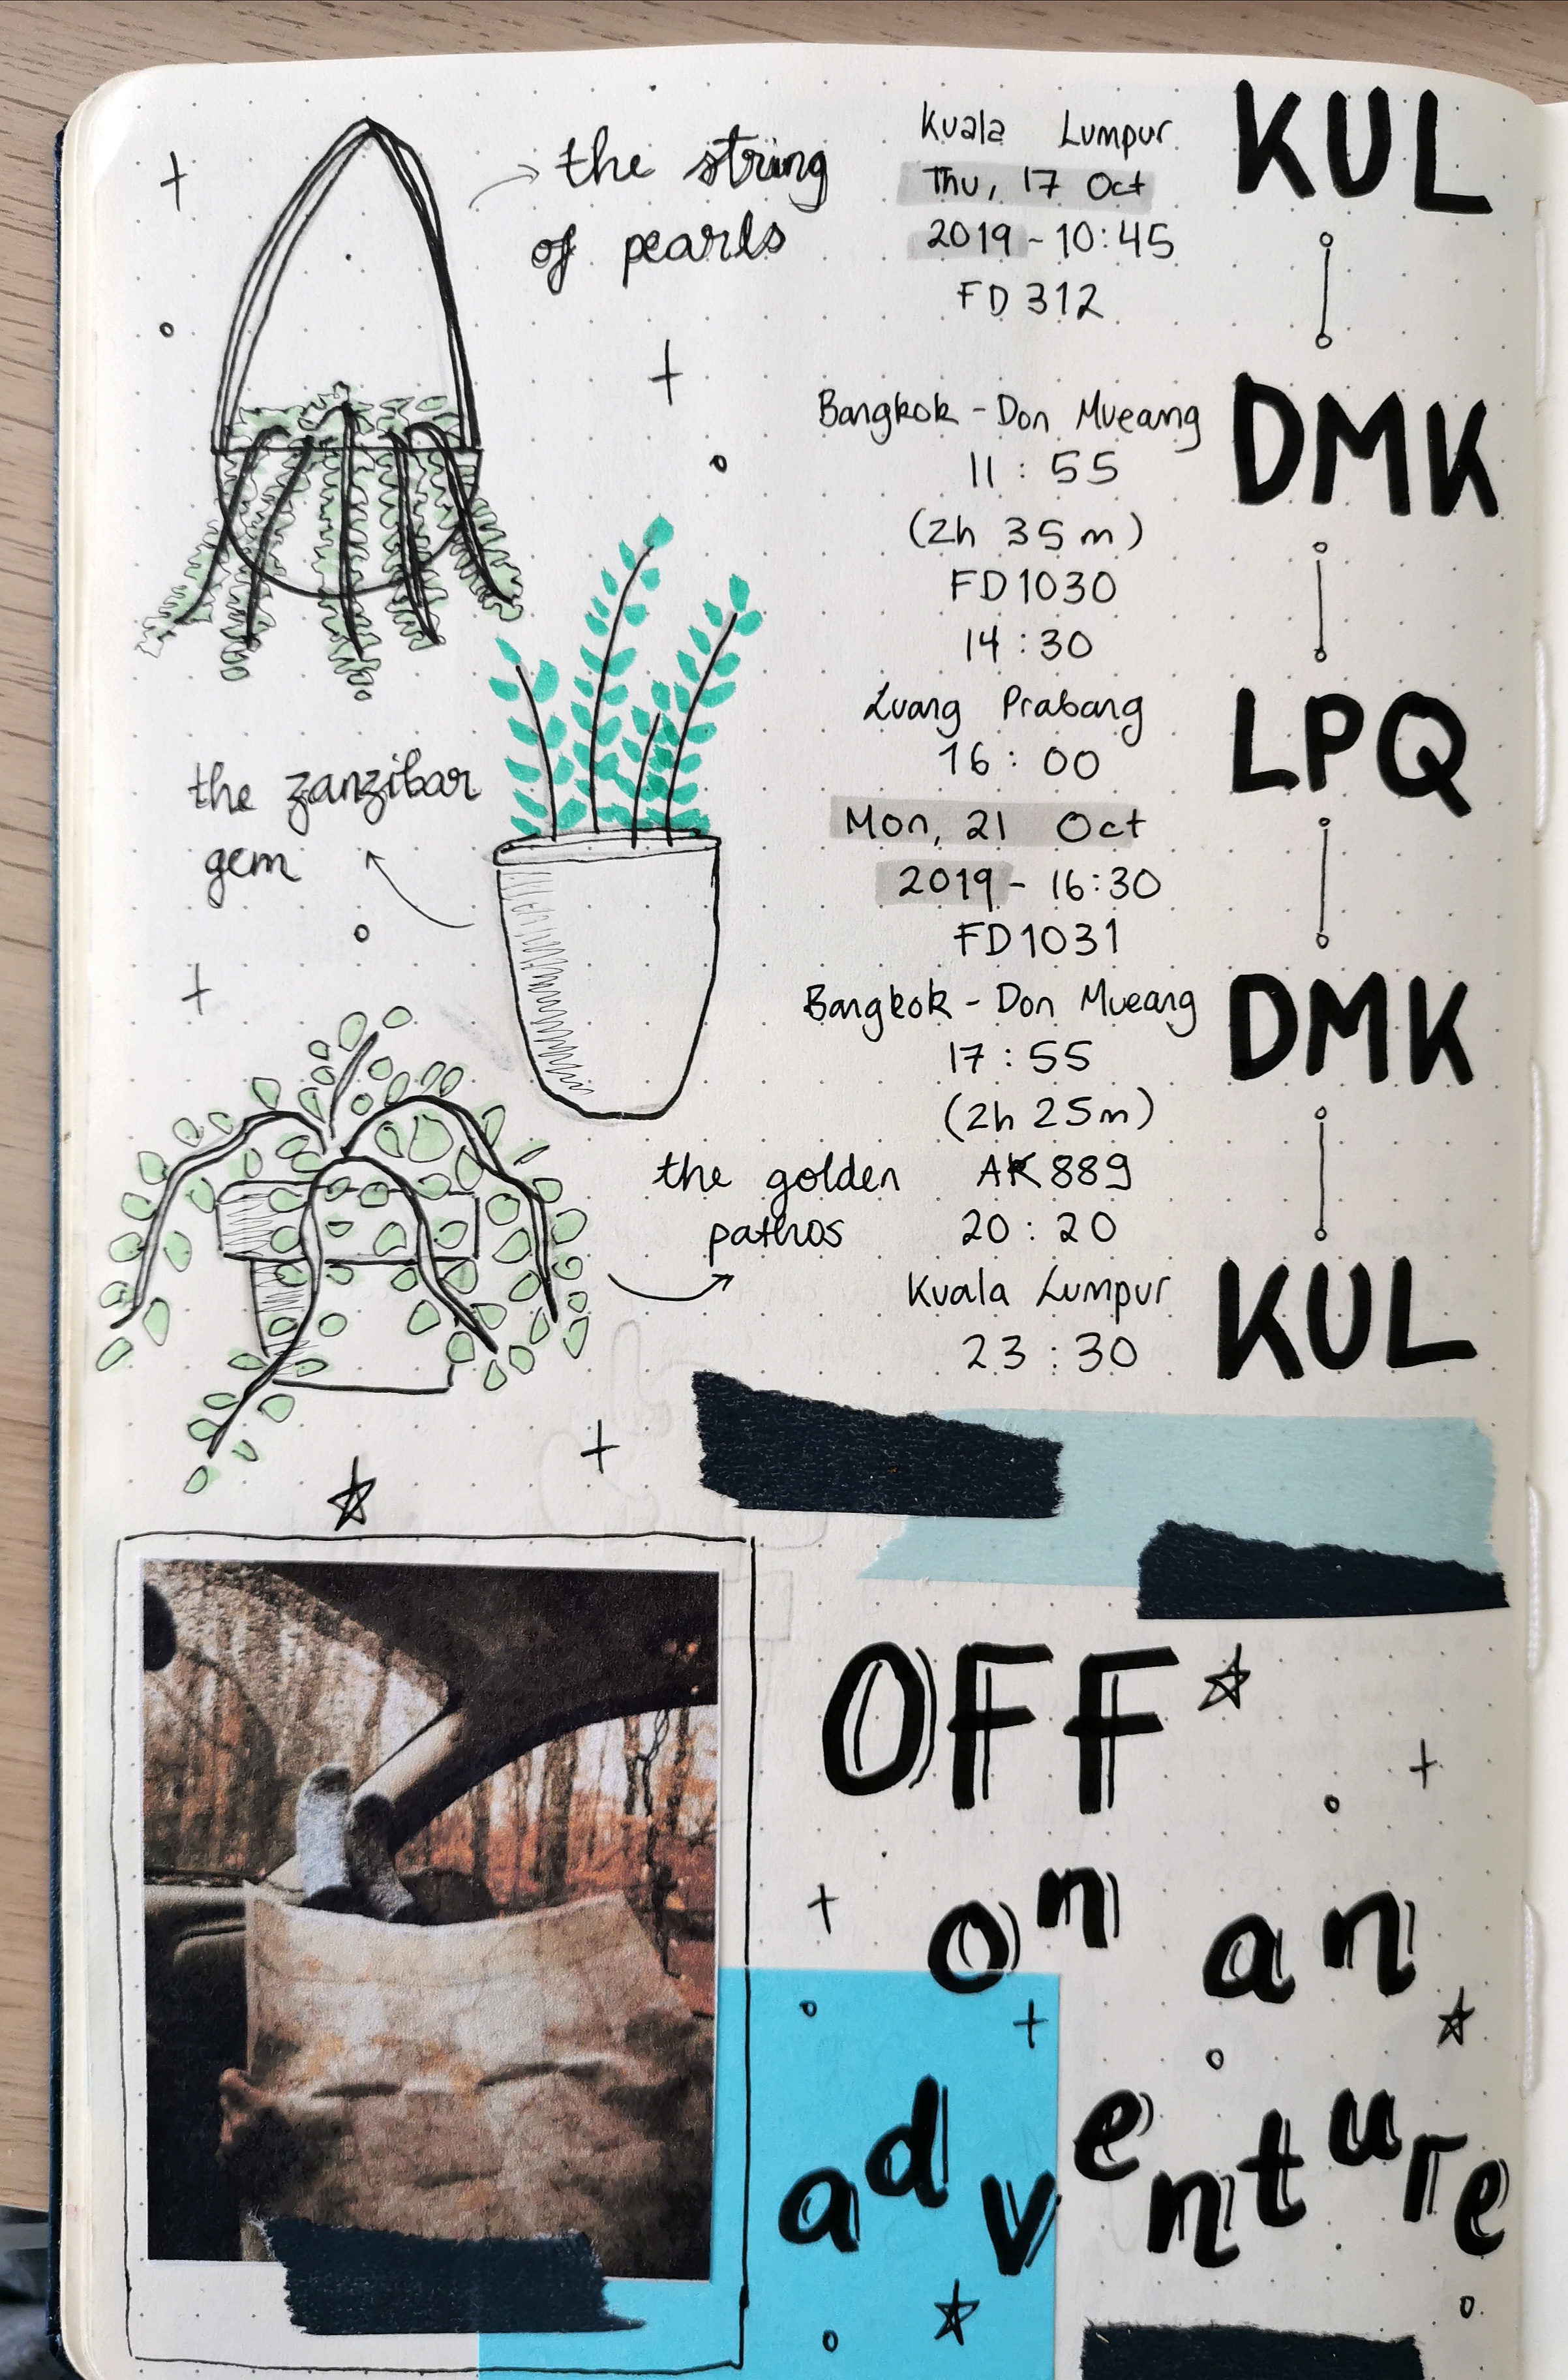 the string
of pearls
the zanzibar
gem
the golden
pathos
Kuala Lumpur
Thu, 17 Oct
2019 - 10:45
FD312
KUL
Bangkok - Don Mueang
11:55
(2h 35m)
FD1030
14:30
DMK
Luang Prabang
16:00
Mon, 21 Oct
2019 - 16:30
FD1031
LPQ
Bangkok - Don Mueang
17:55
(2h 25m)
AK889
20:20
DMK
Kuala Lumpur
23:30
KUL
OFF
on an
adventure